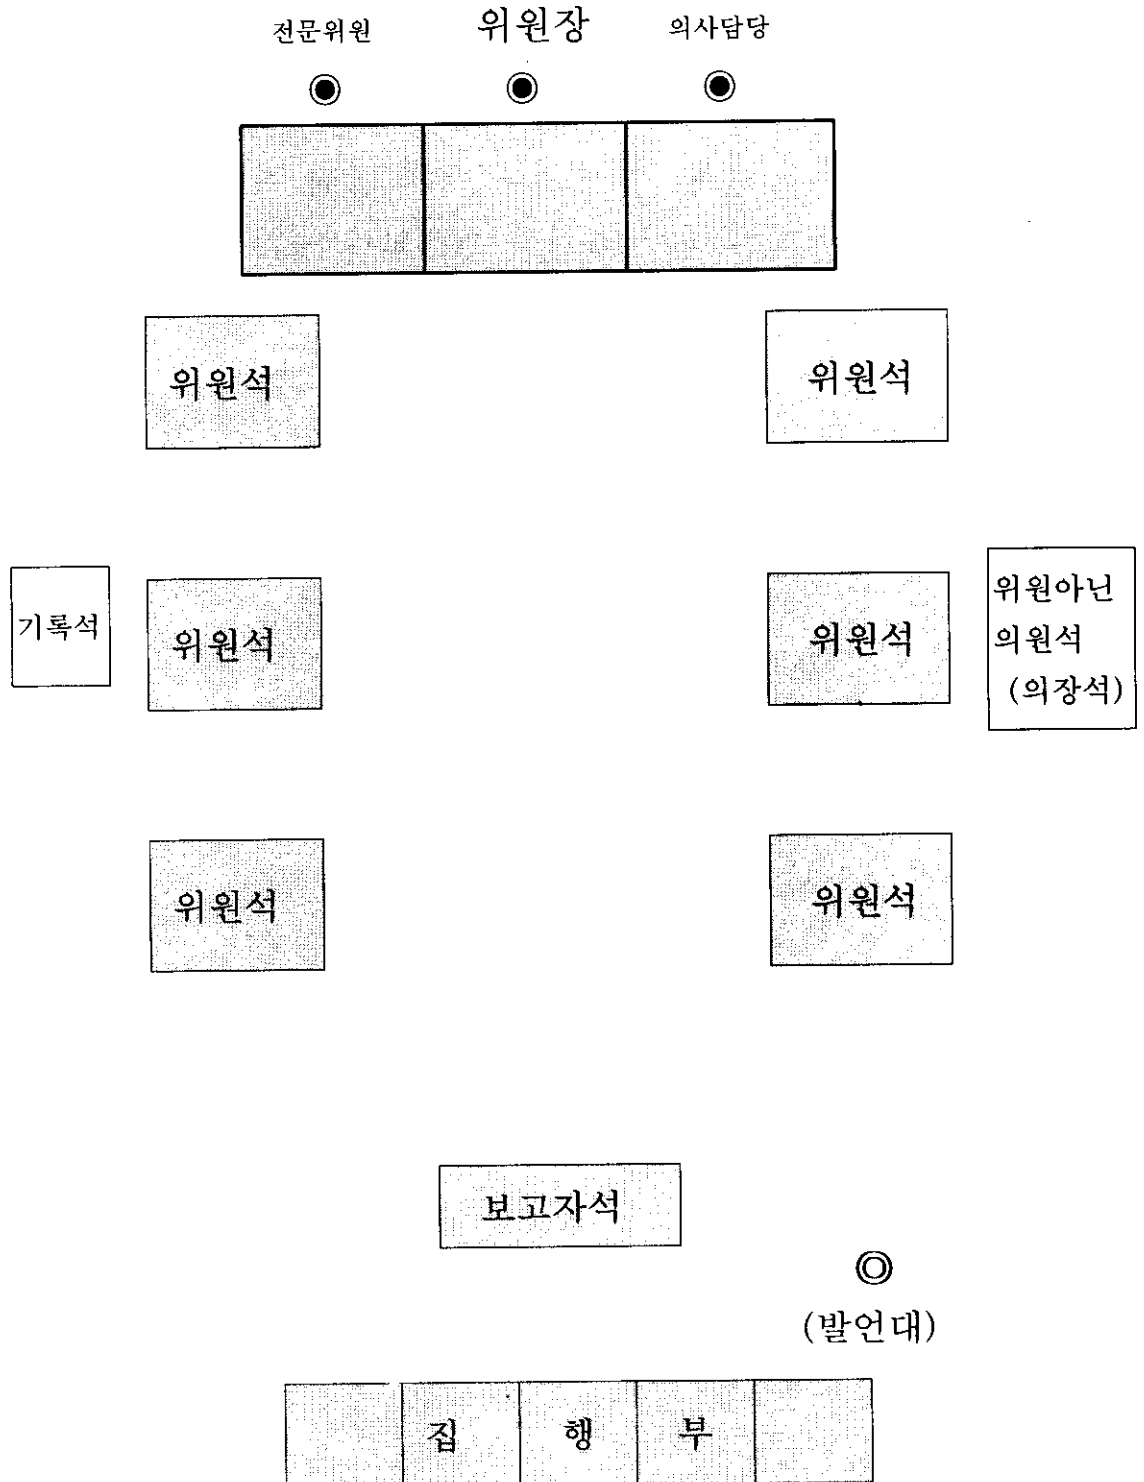 전문위원 위원장 의사담당
위원석 위원석
기록석 위원석 위원석 위원아닌
의원석
(의장석)
위원석 위원석
보고자석
(발언대)
집 행 부